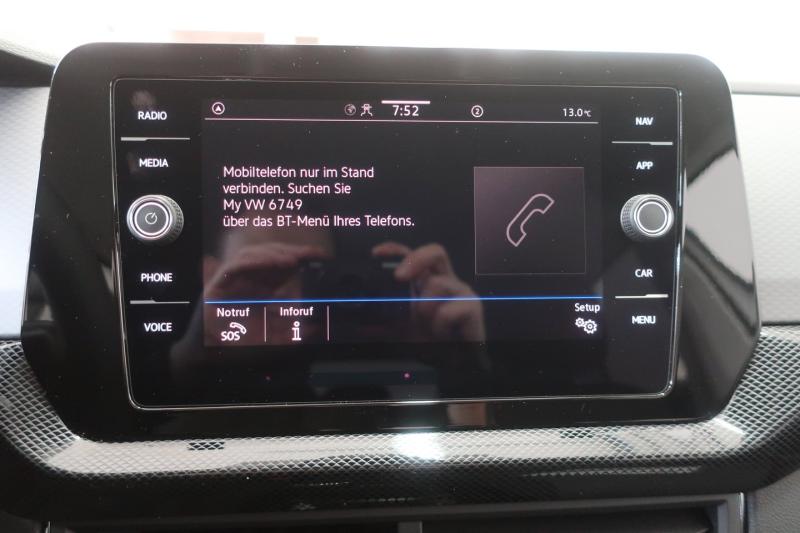 7:52
2
13.0°C
RADIO
MEDIA
PHONE
VOICE
Mobiltelefon nur im Stand
verbinden. Suchen Sie
My VW 6749
über das BT-Menü Ihres Telefons.
Notruf
SOS
Inforuf
Setup
NAV
APP
CAR
MENU